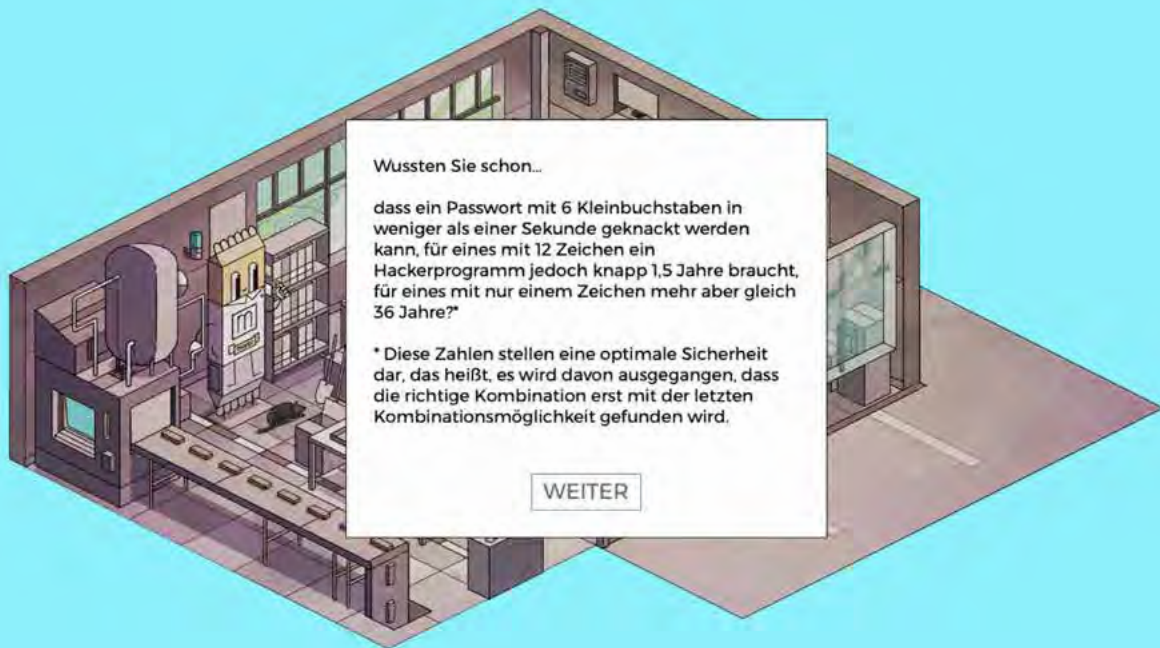 Wussten Sie schon...
dass ein Passwort mit 6 Kleinbuchstaben in
weniger als einer Sekunde geknackt werden
kann, für eines mit 12 Zeichen ein
Hackerprogramm jedoch knapp 1,5 Jahre braucht,
für eines mit nur einem Zeichen mehr aber gleich
36 Jahre?*
* Diese Zahlen stellen eine optimale Sicherheit
dar, das heißt, es wird davon ausgegangen, dass
die richtige Kombination erst mit der letzten
Kombinationsmöglichkeit gefunden wird.
WEITER